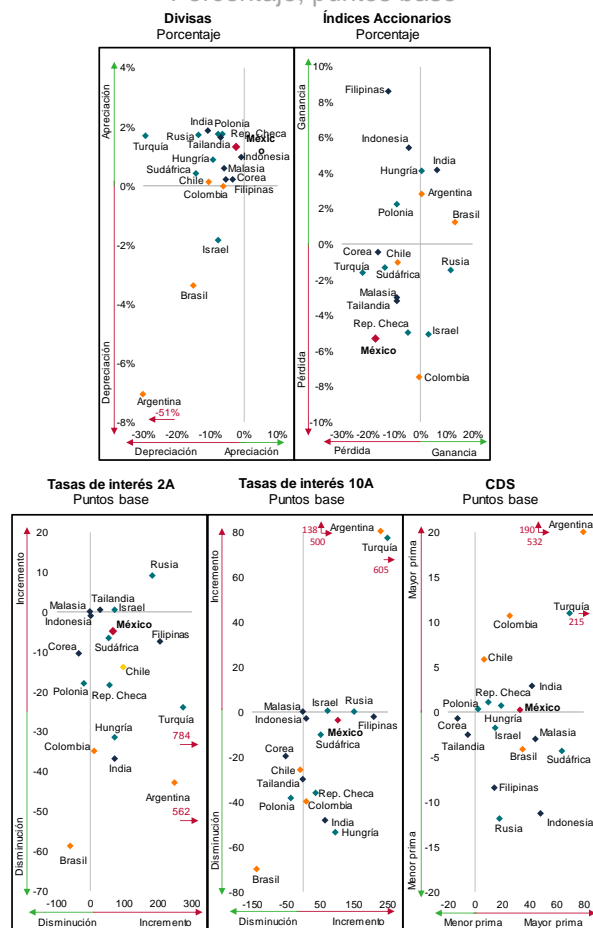 Porcentaje, puntos base
Divisas
Porcentaje
Apreciación
Depreciación
4%
2%
0%
-2%
-4%
-6%
-8%
India
Polonia
Rusia
Rep. Checa
Turquía
Tailandia
Méxic
o
Hungría
Indonesia
Sudáfrica
Malasia
Chile
Corea
Colombia
Filipinas
Israel
Brasil
Argentina
-51%
-30%
-20%
-10%
0%
10%
Depreciación
Apreciación
Índices Accionarios
Porcentaje
Ganancia
Pérdida
10%
8%
6%
4%
2%
0%
-2%
-4%
-6%
-8%
-10%
Filipinas
Indonesia
India
Hungría
Argentina
Polonia
Brasil
Corea
Chile
Rusia
Turquía
Sudáfrica
Malasia
Tailandia
Rep. Checa
Israel
México
Colombia
-30%
-20%
-10%
0%
10%
20%
Pérdida
Ganancia
Tasas de interés 2A
Puntos base
Incremento
Disminución
20
10
0
-10
-20
-30
-40
-50
-60
-70
Rusia
Tailandia
Malasia
Israel
Indonesia
México
Sudáfrica
Filipinas
Corea
Chile
Polonia
Rep. Checa
Turquía
784
Hungría
Colombia
India
Argentina
562
Brasil
-100
0
100
200
300
Disminución
Incremento
Tasas de interés 10A
Puntos base
Incremento
Disminución
80
60
40
20
0
-20
-40
-60
-80
138
500
Argentina
Turquía
605
Malasia
Israel
Rusia
Indonesia
México
Filipinas
Sudáfrica
Corea
Chile
Tailandia
Rep. Checa
Polonia
Colombia
India
Hungría
Brasil
-150
-50
50
150
250
Disminución
Incremento
CDS
Puntos base
Mayor prima
Menor prima
20
15
10
5
0
-5
-10
-15
-20
190
532
Argentina
Turquía
215
Colombia
Chile
India
Rep. Checa
Polonia
México
Hungría
Corea
Israel
Malasia
Tailandia
Brasil
Sudáfrica
Filipinas
Rusia
Indonesia
-20
0
20
40
60
80
Menor prima
Mayor prima